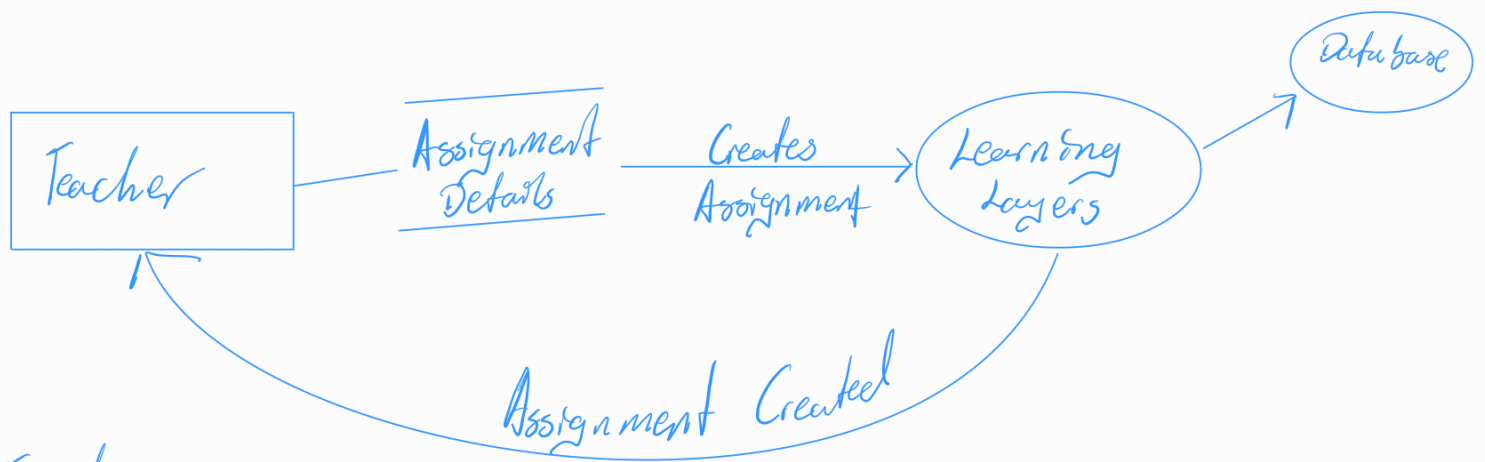 Database
Teacher
Assignment
Details
Creates
Assignment
Learning
Layers
Assignment Created